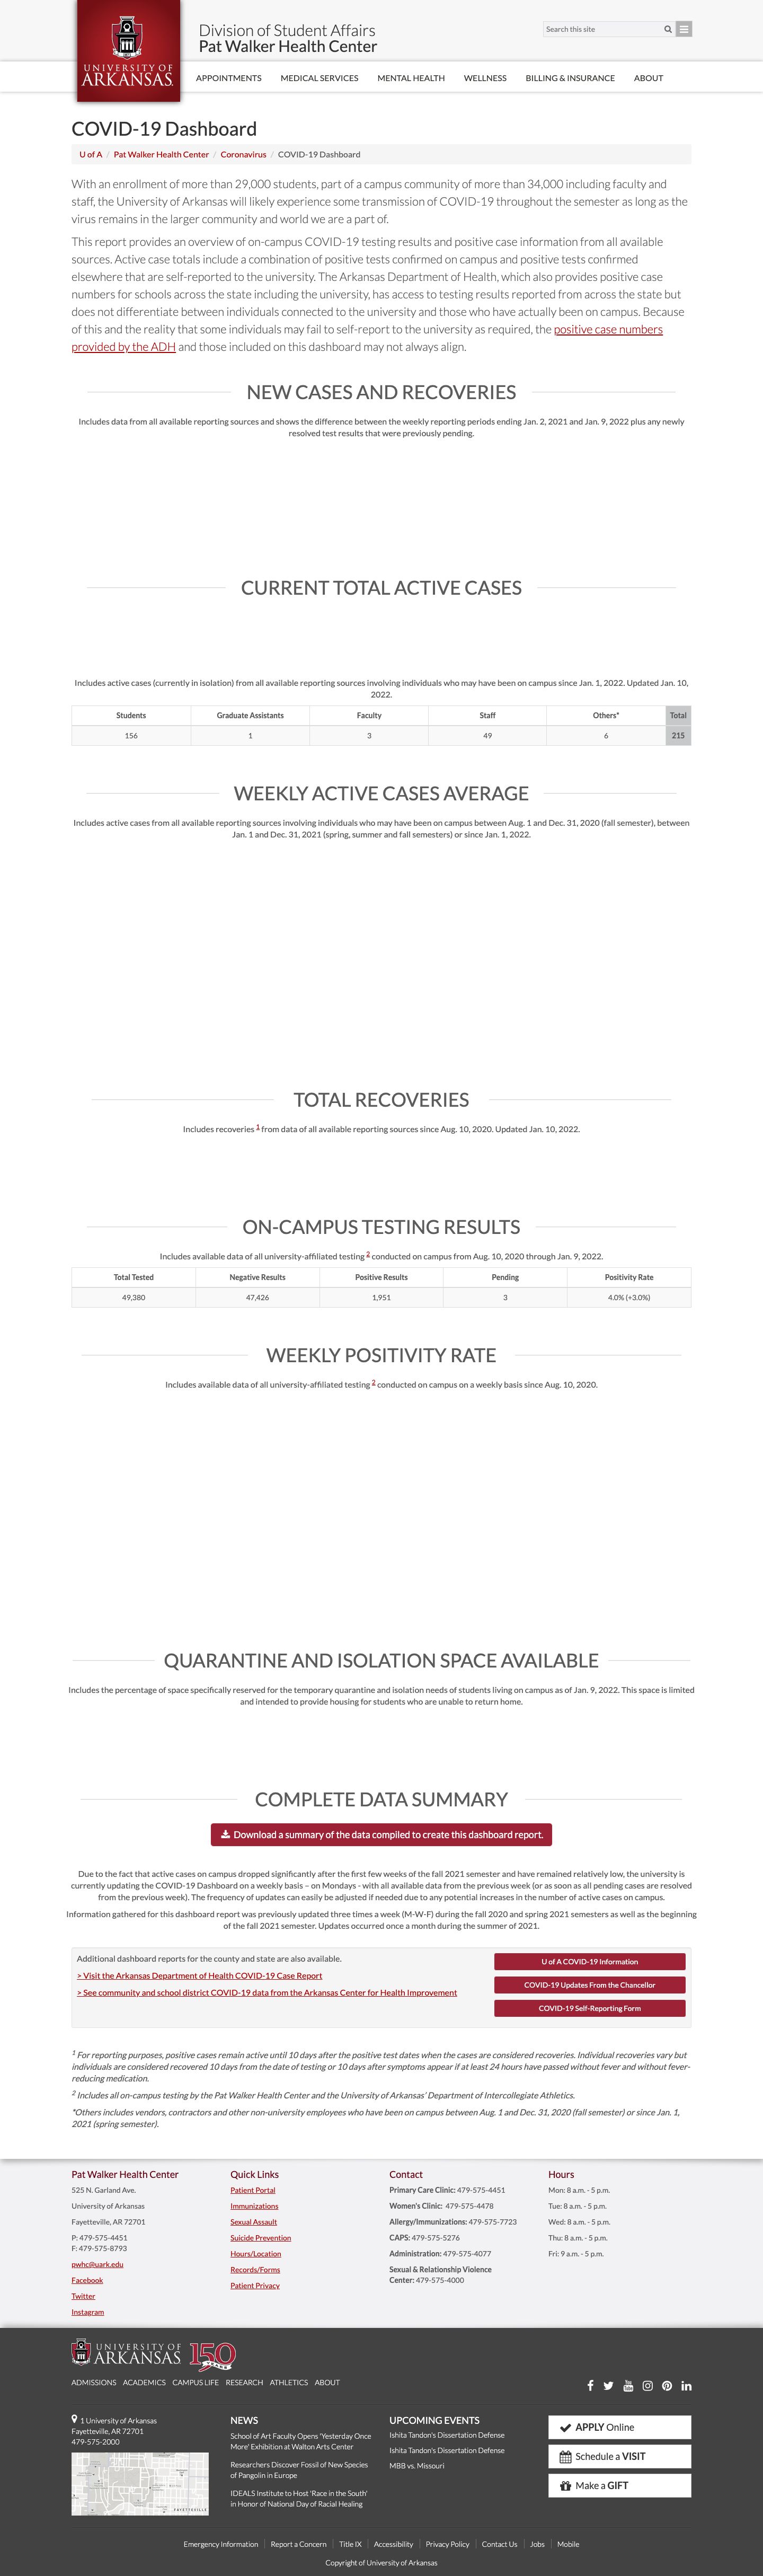 UNIVERSITY OF
ARKANSAS
Division of Student Affairs
Pat Walker Health Center
Search this site
APPOINTMENTS MEDICAL SERVICES MENTAL HEALTH WELLNESS BILLING & INSURANCE ABOUT
COVID-19 Dashboard
U of A / Pat Walker Health Center / Coronavirus / COVID-19 Dashboard
With an enrollment of more than 29,000 students, part of a campus community of more than 34,000 including faculty and
staff, the University of Arkansas will likely experience some transmission of COVID-19 throughout the semester as long as the
virus remains in the larger community and world we are a part of.
This report provides an overview of on-campus COVID-19 testing results and positive case information from all available
sources. Active case totals include a combination of positive tests confirmed on campus and positive tests confirmed
elsewhere that are self-reported to the university. The Arkansas Department of Health, which also provides positive case
numbers for schools across the state including the university, has access to testing results reported from across the state but
does not differentiate between individuals connected to the university and those who have actually been on campus. Because
of this and the reality that some individuals may fail to self-report to the university as required, the positive case numbers
provided by the ADH and those included on this dashboard may not always align.
NEW CASES AND RECOVERIES
Includes data from all available reporting sources and shows the difference between the weekly reporting periods ending Jan. 2, 2021 and Jan. 9, 2022 plus any newly
resolved test results that were previously pending.
CURRENT TOTAL ACTIVE CASES
Includes active cases (currently in isolation) from all available reporting sources involving individuals who may have been on campus since Jan. 1, 2022. Updated Jan. 10,
2022.
Students Graduate Assistants Faculty Staff Others* Total
156 1 3 49 6 215
WEEKLY ACTIVE CASES AVERAGE
Includes active cases from all available reporting sources involving individuals who may have been on campus between Aug. 1 and Dec. 31, 2020 (fall semester), between
Jan. 1 and Dec. 31, 2021 (spring, summer and fall semesters) or since Jan. 1, 2022.
TOTAL RECOVERIES
Includes recoveries 1 from data of all available reporting sources since Aug. 10, 2020. Updated Jan. 10, 2022.
ON-CAMPUS TESTING RESULTS
Includes available data of all university-affiliated testing 2 conducted on campus from Aug. 10, 2020 through Jan. 9, 2022.
Total Tested Negative Results Positive Results Pending Positivity Rate
49,380 47,426 1,951 3 4.0% (+3.0%)
WEEKLY POSITIVITY RATE
Includes available data of all university-affiliated testing 2 conducted on campus on a weekly basis since Aug. 10, 2020.
QUARANTINE AND ISOLATION SPACE AVAILABLE
Includes the percentage of space specifically reserved for the temporary quarantine and isolation needs of students living on campus as of Jan. 9, 2022. This space is limited
and intended to provide housing for students who are unable to return home.
COMPLETE DATA SUMMARY
Download a summary of the data compiled to create this dashboard report.
Due to the fact that active cases on campus dropped significantly after the first few weeks of the fall 2021 semester and have remained relatively low, the university is
currently updating the COVID-19 Dashboard on a weekly basis – on Mondays - with all available data from the previous week (or as soon as all pending cases are resolved
from the previous week). The frequency of updates can easily be adjusted if needed due to any potential increases in the number of active cases on campus.
Information gathered for this dashboard report was previously updated three times a week (M-W-F) during the fall 2020 and spring 2021 semesters as well as the beginning
of the fall 2021 semester. Updates occurred once a month during the summer of 2021.
Additional dashboard reports for the county and state are also available.
> Visit the Arkansas Department of Health COVID-19 Case Report
> See community and school district COVID-19 data from the Arkansas Center for Health Improvement
U of A COVID-19 Information
COVID-19 Updates From the Chancellor
COVID-19 Self-Reporting Form
1 For reporting purposes, positive cases remain active until 10 days after the positive test dates when the cases are considered recoveries. Individual recoveries vary but
individuals are considered recovered 10 days from the date of testing or 10 days after symptoms appear if at least 24 hours have passed without fever and without fever-
reducing medication.
2 Includes all on-campus testing by the Pat Walker Health Center and the University of Arkansas' Department of Intercollegiate Athletics.
*Others includes vendors, contractors and other non-university employees who have been on campus between Aug. 1 and Dec. 31, 2020 (fall semester) or since Jan. 1,
2021 (spring semester).
Pat Walker Health Center
525 N. Garland Ave.
University of Arkansas
Fayetteville, AR 72701
P: 479-575-4451
F: 479-575-8793
pwhc@uark.edu
Facebook
Twitter
Instagram
Quick Links
Patient Portal
Immunizations
Sexual Assault
Suicide Prevention
Hours/Location
Records/Forms
Patient Privacy
Contact
Primary Care Clinic: 479-575-4451
Women's Clinic: 479-575-4478
Allergy/Immunizations: 479-575-7723
CAPS: 479-575-5276
Administration: 479-575-4077
Sexual & Relationship Violence
Center: 479-575-4000
Hours
Mon: 8 a.m. - 5 p.m.
Tue: 8 a.m. - 5 p.m.
Wed: 8 a.m. - 5 p.m.
Thu: 8 a.m. - 5 p.m.
Fri: 9 a.m. - 5 p.m.
UNIVERSITY OF
ARKANSAS
150
ADMISSIONS ACADEMICS CAMPUS LIFE RESEARCH ATHLETICS ABOUT
1 University of Arkansas
Fayetteville, AR 72701
479-575-2000
FAYETTEVILLE
NEWS
School of Art Faculty Opens 'Yesterday Once
More' Exhibition at Walton Arts Center
Researchers Discover Fossil of New Species
of Pangolin in Europe
IDEALS Institute to Host 'Race in the South'
in Honor of National Day of Racial Healing
UPCOMING EVENTS
Ishita Tandon's Dissertation Defense
Ishita Tandon's Dissertation Defense
MBB vs. Missouri
APPLY Online
Schedule a VISIT
Make a GIFT
Emergency Information Report a Concern Title IX Accessibility Privacy Policy Contact Us Jobs Mobile
Copyright of University of Arkansas